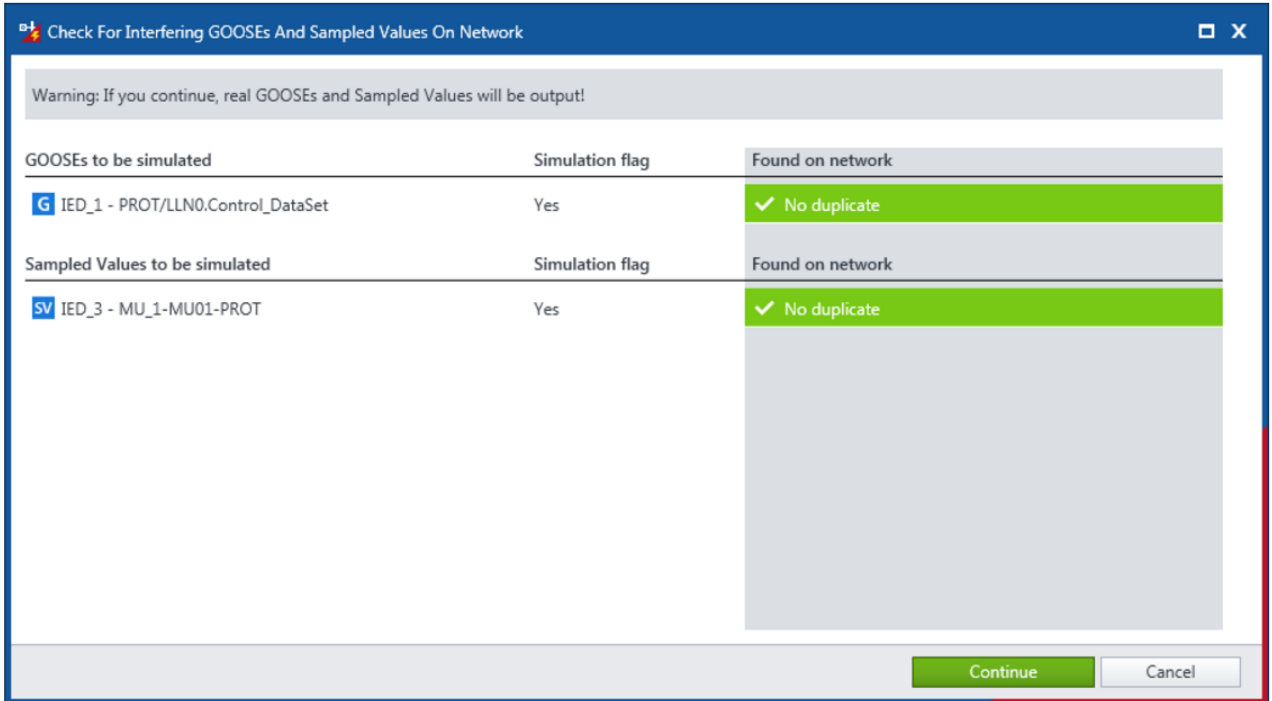 Check For Interfering GOOSEs And Sampled Values On Network
X
Warning: If you continue, real GOOSEs and Sampled Values will be output!
GOOSEs to be simulated Simulation flag Found on network
G IED_1 - PROT/LLN0.Control_DataSet Yes No duplicate
Sampled Values to be simulated Simulation flag Found on network
SV IED_3 - MU_1-MU01-PROT Yes No duplicate
Continue Cancel